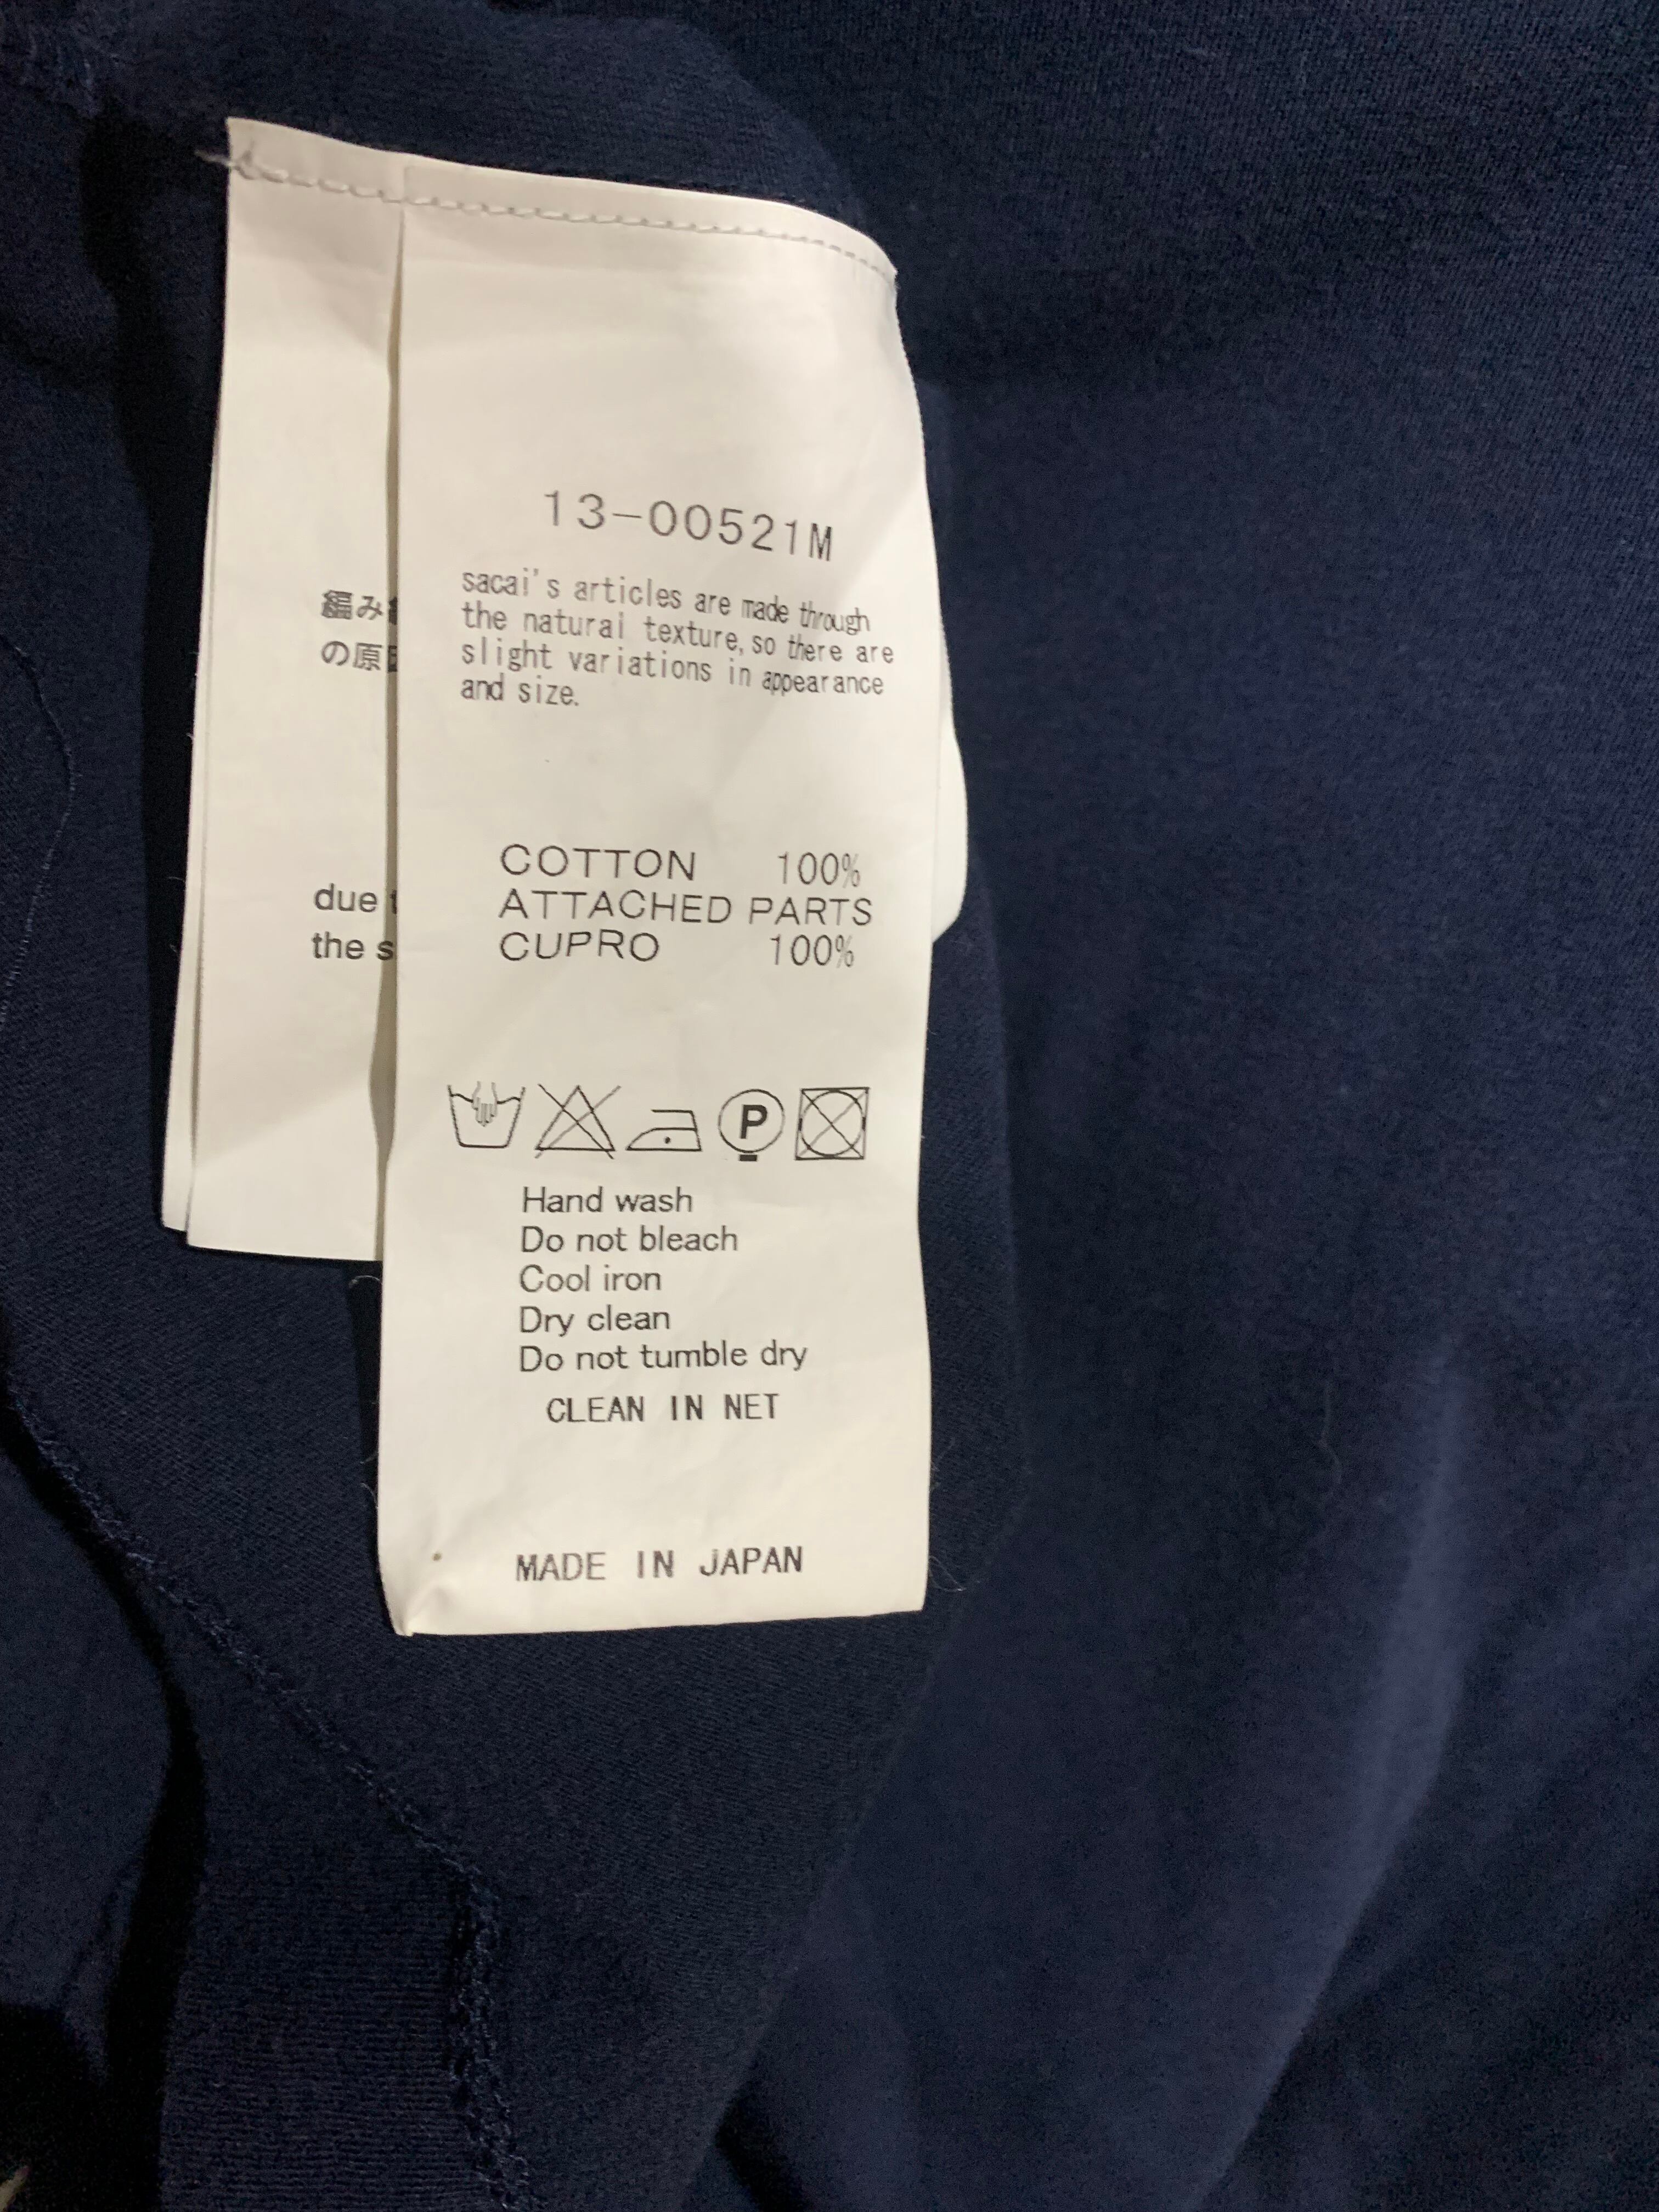 13-00521M
sacai's articles are made through
the natural texture, so there are
slight variations in appearance
and size.
COTTON 100%
ATTACHED PARTS
CUPRO 100%
P
Hand wash
Do not bleach
Cool iron
Dry clean
Do not tumble dry
CLEAN IN NET
MADE IN JAPAN
編み
の原
due
the s